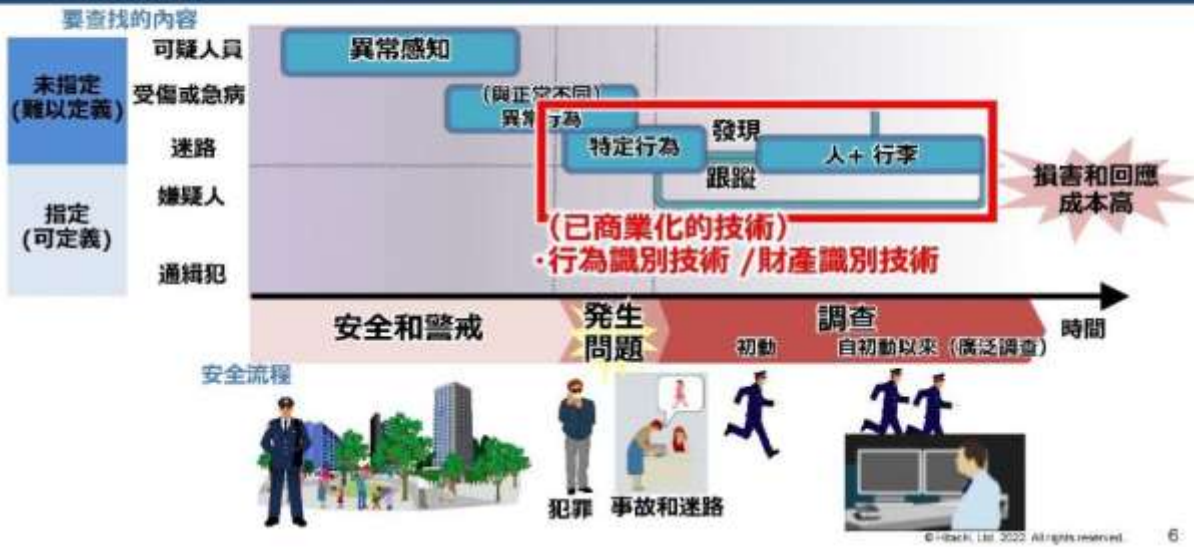 要查找的內容
未指定
(難以定義)
可疑人員
受傷或急病
迷路
指定
(可定義)
嫌疑人
通緝犯
異常感知
(與正常不同)
異常行為
特定行為
發現
跟蹤
人+ 行李
損害和回應
成本高
(已商業化的技術)
·行為識別技術 /財產識別技術
安全和警戒
発生
問題
調查
初動
自初動以來（廣泛調查）
時間
安全流程
犯罪
事故和迷路
© Hitachi, Ltd. 2022. All rights reserved.
6